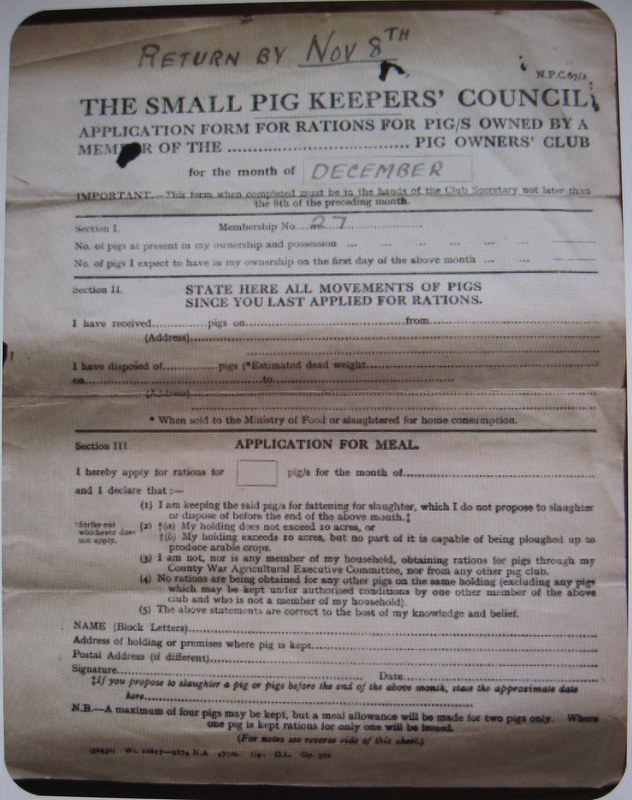 RETURN BY NOV 8TH
N.P.C.67/1
THE SMALL PIG KEEPERS' COUNCIL
APPLICATION FORM FOR RATIONS FOR PIG/S OWNED BY A
MEMBER OF THE ........................................ PIG OWNERS' CLUB
for the month of DECEMBER
IMPORTANT.—This form when completed must be in the hands of the Club Secretary not later than
the 8th of the preceding month.
Section I. Membership No. 27
No. of pigs at present in my ownership and possession ... ... ... ... ...
No. of pigs I expect to have in my ownership on the first day of the above month ... ...
Section II. STATE HERE ALL MOVEMENTS OF PIGS
SINCE YOU LAST APPLIED FOR RATIONS.
I have received............pigs on........................................from........................................
(Address)........................................
I have disposed of............pigs (*Estimated dead weight........................................
on........................................to........................................
(Address)........................................
* When sold to the Ministry of Food or slaughtered for home consumption.
Section III APPLICATION FOR MEAL.
I hereby apply for rations for pig/s for the month of........................................
and I declare that :—
(1) I am keeping the said pig/s for fattening for slaughter, which I do not propose to slaughter
or dispose of before the end of the above month.‡
†Strike out whichever does not apply.
(2) †(a) My holding does not exceed 10 acres, or
†(b) My holding exceeds 10 acres, but no part of it is capable of being ploughed up to
produce arable crops.
(3) I am not, nor is any member of my household, obtaining rations for pigs through my
County War Agricultural Executive Committee, nor from any other pig club.
(4) No rations are being obtained for any other pigs on the same holding (excluding any pigs
which may be kept under authorised conditions by one other member of the above
club and who is not a member of my household).
(5) The above statements are correct to the best of my knowledge and belief.
NAME (Block Letters)........................................
Address of holding or premises where pig is kept........................................
Postal Address (if different)........................................
Signature........................................ Date........................................
‡If you propose to slaughter a pig or pigs before the end of the above month, state the approximate date
here........................................
N.B.—A maximum of four pigs may be kept, but a meal allowance will be made for two pigs only. Where
one pig is kept rations for only one will be issued.
(For notes see reverse side of this sheet.)